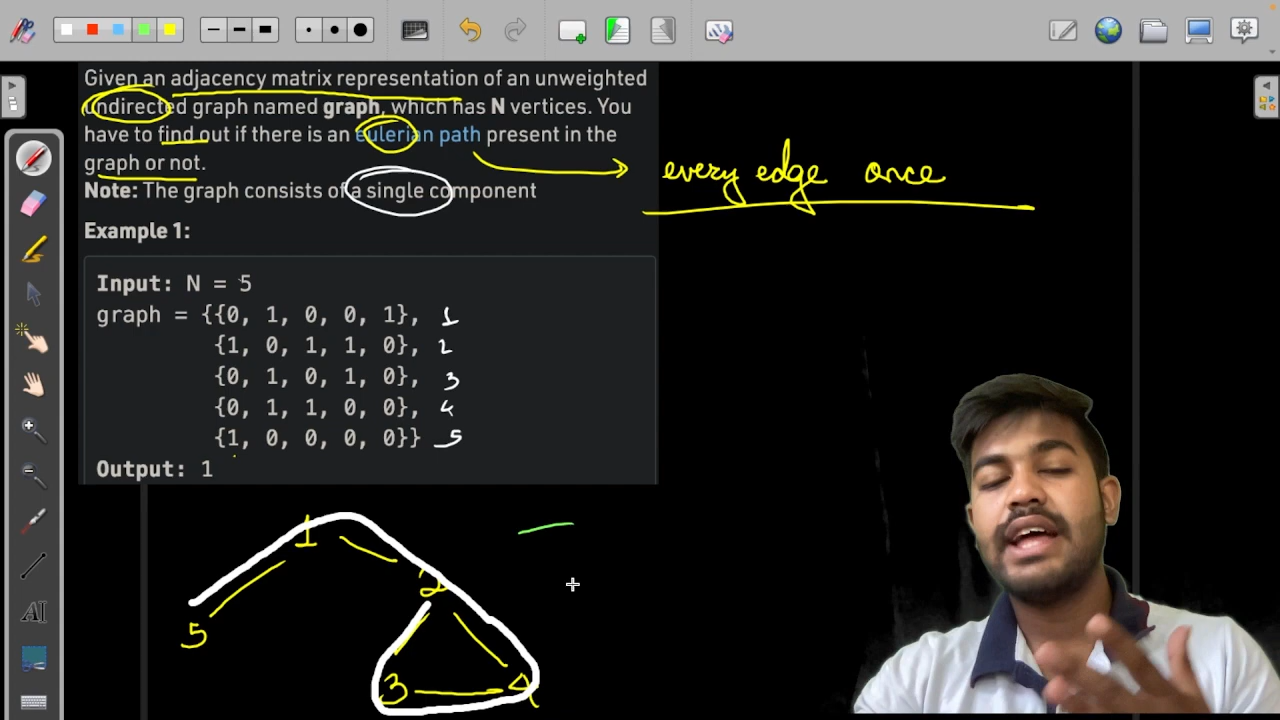 Given an adjacency matrix representation of an unweighted
undirected graph named graph, which has N vertices. You
have to find out if there is an eulerian path present in the
graph or not.
every edge once
Note: The graph consists of a single component
Example 1:
Input: N = 5
graph = {{0, 1, 0, 0, 1}, 1
{1, 0, 1, 1, 0}, 2
{0, 1, 0, 1, 0}, 3
{0, 1, 1, 0, 0}, 4
{1, 0, 0, 0, 0}} 5
Output: 1
1
2
5
3 4
AI